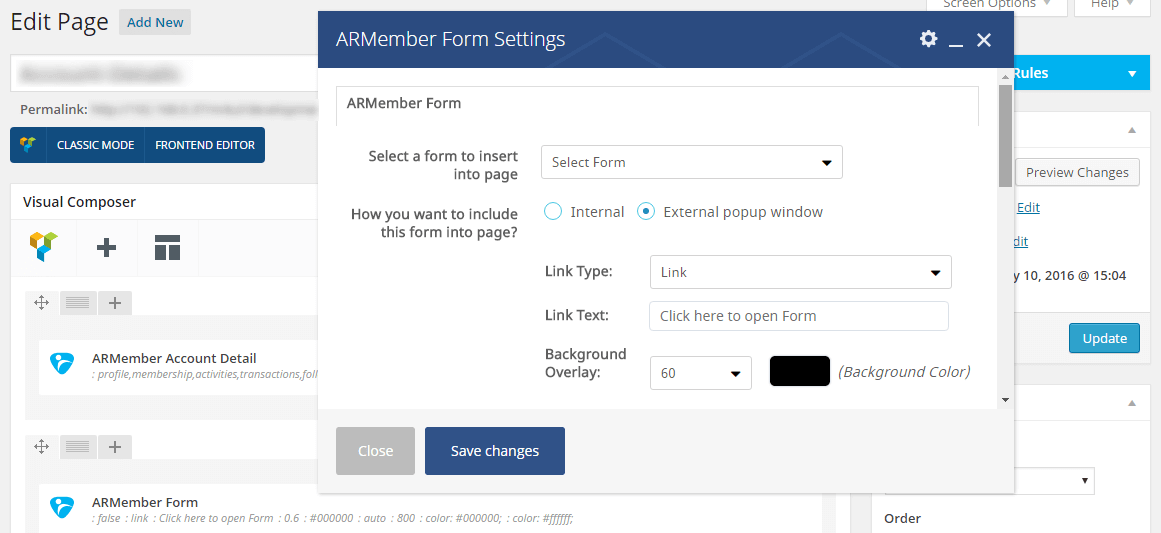 Edit Page
Add New
Screen Options
Help
Permalink:
CLASSIC MODE
FRONTEND EDITOR
Visual Composer
ARMember Account Detail
: profile,membership,activities,transactions,foll
ARMember Form
: false : link : Click here to open Form : 0.6 : #000000 : auto : 800 : color: #000000; : color: #ffffff;
ARMember Form Settings
ARMember Form
Select a form to insert
into page
Select Form
How you want to include
this form into page?
Internal
External popup window
Link Type:
Link
Link Text:
Click here to open Form
Background
Overlay:
60
(Background Color)
Close
Save changes
Rules
Preview Changes
Edit
dit
y 10, 2016 @ 15:04
Update
Order